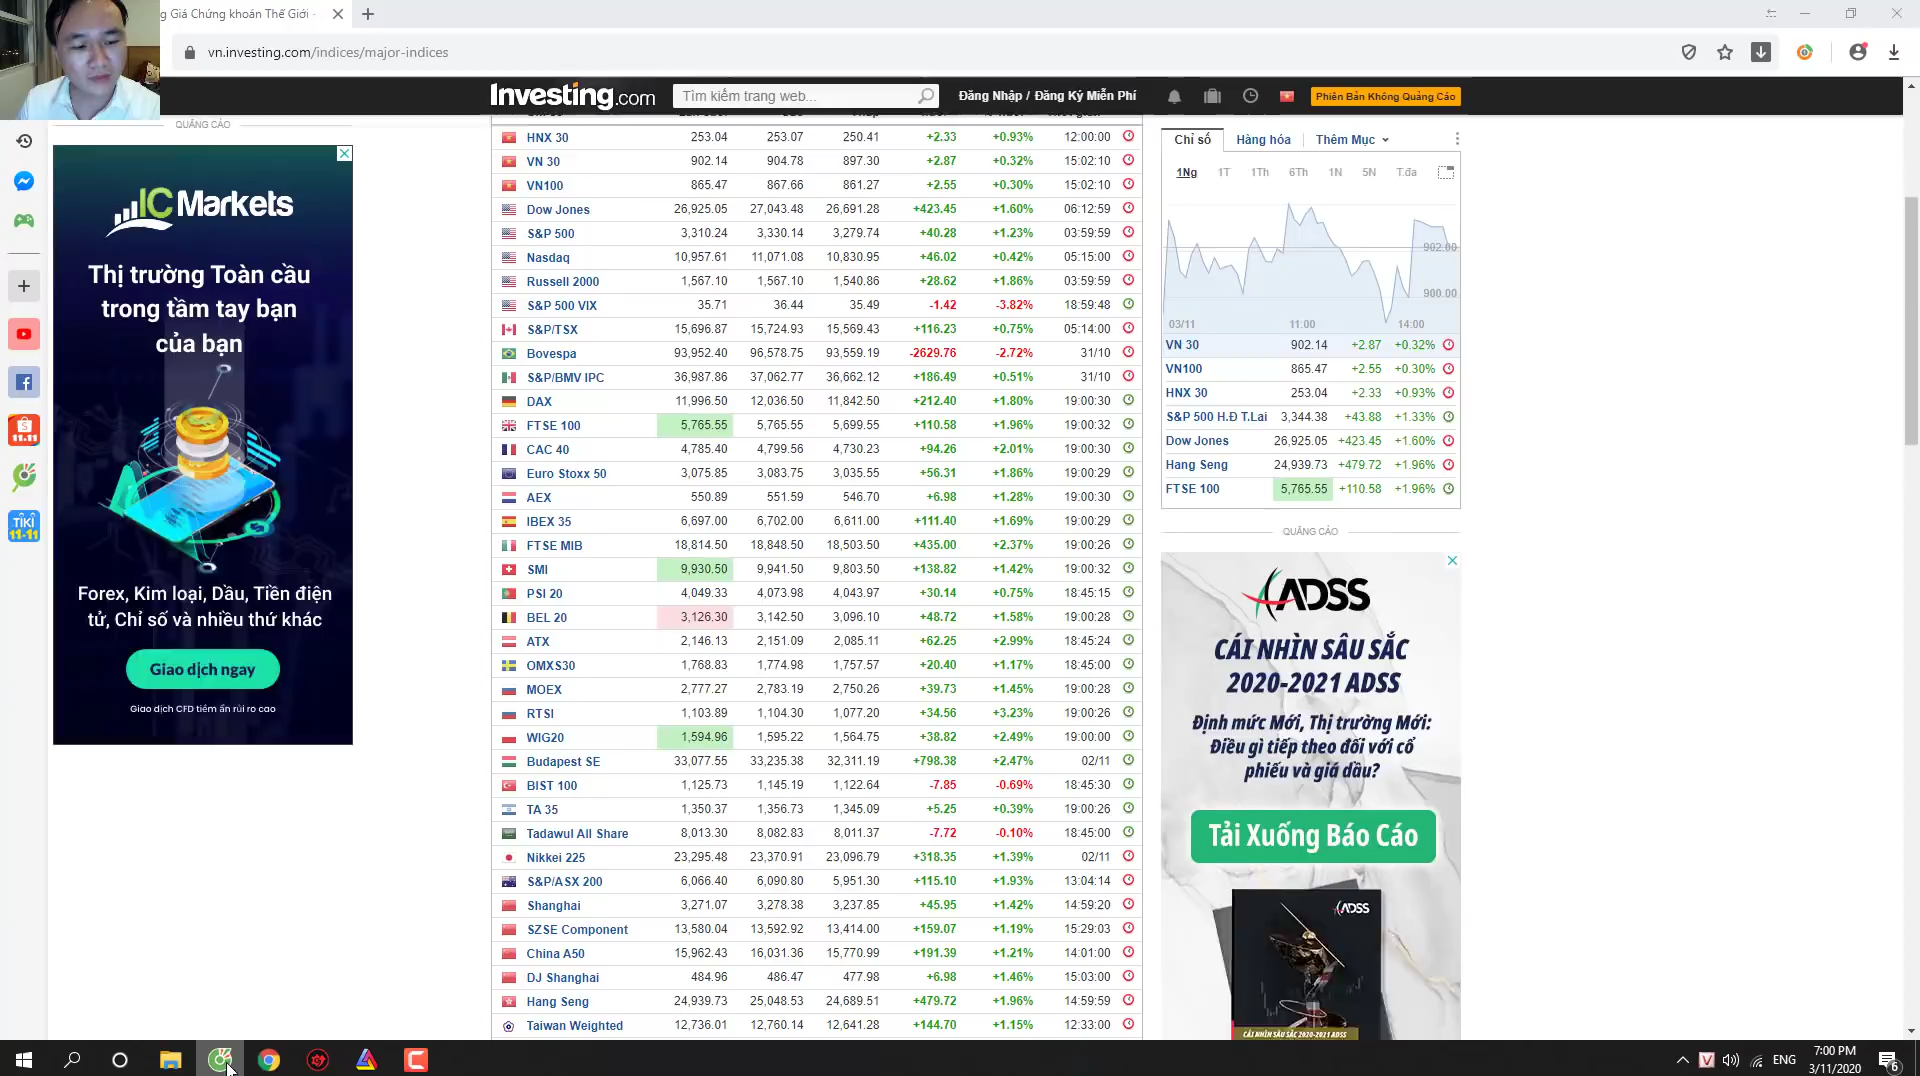 g Giá Chứng khoán Thế Giới -
vn.investing.com/indices/major-indices
Investing.com
Tìm kiếm trang web...
Đăng Nhập / Đăng Ký Miễn Phí
Phiên Bản Không Quảng Cáo
QUẢNG CÁO
IC Markets
Thị trường Toàn cầu
trong tầm tay bạn
của bạn
Forex, Kim loại, Dầu, Tiền điện
tử, Chỉ số và nhiều thứ khác
Giao dịch ngay
Giao dịch CFD tiềm ẩn rủi ro cao
11.11
TIKI
11-11
HNX 30 253.04 253.07 250.41 +2.33 +0.93% 12:00:00
VN 30 902.14 904.78 897.30 +2.87 +0.32% 15:02:10
VN100 865.47 867.66 861.27 +2.55 +0.30% 15:02:10
Dow Jones 26,925.05 27,043.48 26,691.28 +423.45 +1.60% 06:12:59
S&P 500 3,310.24 3,330.14 3,279.74 +40.28 +1.23% 03:59:59
Nasdaq 10,957.61 11,071.08 10,830.95 +46.02 +0.42% 05:15:00
Russell 2000 1,567.10 1,567.10 1,540.86 +28.62 +1.86% 03:59:59
S&P 500 VIX 35.71 36.44 35.49 -1.42 -3.82% 18:59:48
S&P/TSX 15,696.87 15,724.93 15,569.43 +116.23 +0.75% 05:14:00
Bovespa 93,952.40 96,578.75 93,559.19 -2629.76 -2.72% 31/10
S&P/BMV IPC 36,987.86 37,062.77 36,662.12 +186.49 +0.51% 31/10
DAX 11,996.50 12,036.50 11,842.50 +212.40 +1.80% 19:00:30
FTSE 100 5,765.55 5,765.55 5,699.55 +110.58 +1.96% 19:00:32
CAC 40 4,785.40 4,799.56 4,730.23 +94.26 +2.01% 19:00:30
Euro Stoxx 50 3,075.85 3,083.75 3,035.55 +56.31 +1.86% 19:00:29
AEX 550.89 551.59 546.70 +6.98 +1.28% 19:00:30
IBEX 35 6,697.00 6,702.00 6,611.00 +111.40 +1.69% 19:00:29
FTSE MIB 18,814.50 18,848.50 18,503.50 +435.00 +2.37% 19:00:26
SMI 9,930.50 9,941.50 9,803.50 +138.82 +1.42% 19:00:32
PSI 20 4,049.33 4,073.98 4,043.97 +30.14 +0.75% 18:45:15
BEL 20 3,126.30 3,142.50 3,096.10 +48.72 +1.58% 19:00:28
ATX 2,146.13 2,151.09 2,085.11 +62.25 +2.99% 18:45:24
OMXS30 1,768.83 1,774.98 1,757.57 +20.40 +1.17% 18:45:00
MOEX 2,777.27 2,783.19 2,750.26 +39.73 +1.45% 19:00:28
RTSI 1,103.89 1,104.30 1,077.20 +34.56 +3.23% 19:00:26
WIG20 1,594.96 1,595.22 1,564.75 +38.82 +2.49% 19:00:00
Budapest SE 33,077.55 33,235.38 32,311.19 +798.38 +2.47% 02/11
BIST 100 1,125.73 1,145.19 1,122.64 -7.85 -0.69% 18:45:30
TA 35 1,350.37 1,356.73 1,345.09 +5.25 +0.39% 19:00:26
Tadawul All Share 8,013.30 8,082.83 8,011.37 -7.72 -0.10% 18:45:00
Nikkei 225 23,295.48 23,370.91 23,096.79 +318.35 +1.39% 02/11
S&P/ASX 200 6,066.40 6,090.80 5,951.30 +115.10 +1.93% 13:04:14
Shanghai 3,271.07 3,278.38 3,237.85 +45.95 +1.42% 14:59:20
SZSE Component 13,580.04 13,592.92 13,414.00 +159.07 +1.19% 15:29:03
China A50 15,962.43 16,031.36 15,770.99 +191.39 +1.21% 14:01:00
DJ Shanghai 484.96 486.47 477.98 +6.98 +1.46% 15:03:00
Hang Seng 24,939.73 25,048.53 24,689.51 +479.72 +1.96% 14:59:59
Taiwan Weighted 12,736.01 12,760.14 12,641.28 +144.70 +1.15% 12:33:00
Chỉ số Hàng hóa Thêm Mục
1Ng 1T 1Th 6Th 1N 5N T.đa
902.00
900.00
03/11 11:00 14:00
VN 30 902.14 +2.87 +0.32%
VN100 865.47 +2.55 +0.30%
HNX 30 253.04 +2.33 +0.93%
S&P 500 H.Đ T.Lai 3,344.38 +43.88 +1.33%
Dow Jones 26,925.05 +423.45 +1.60%
Hang Seng 24,939.73 +479.72 +1.96%
FTSE 100 5,765.55 +110.58 +1.96%
QUẢNG CÁO
ADSS
CÁI NHÌN SÂU SẮC
2020-2021 ADSS
Định mức Mới, Thị trường Mới:
Điều gì tiếp theo đối với cổ
phiếu và giá dầu?
Tải Xuống Báo Cáo
ADSS
CÁI NHÌN SÂU SẮC 2020-2021 ADSS
ENG
7:00 PM
3/11/2020
6